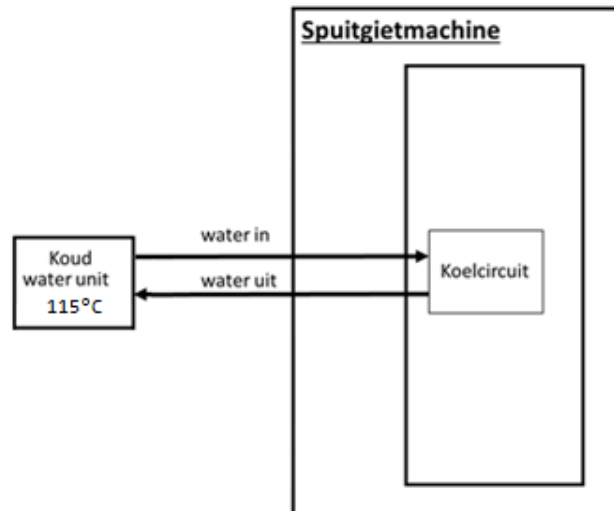 Spuitgietmachine
water in
Koud
water unit
115°C
water uit
Koelcircuit